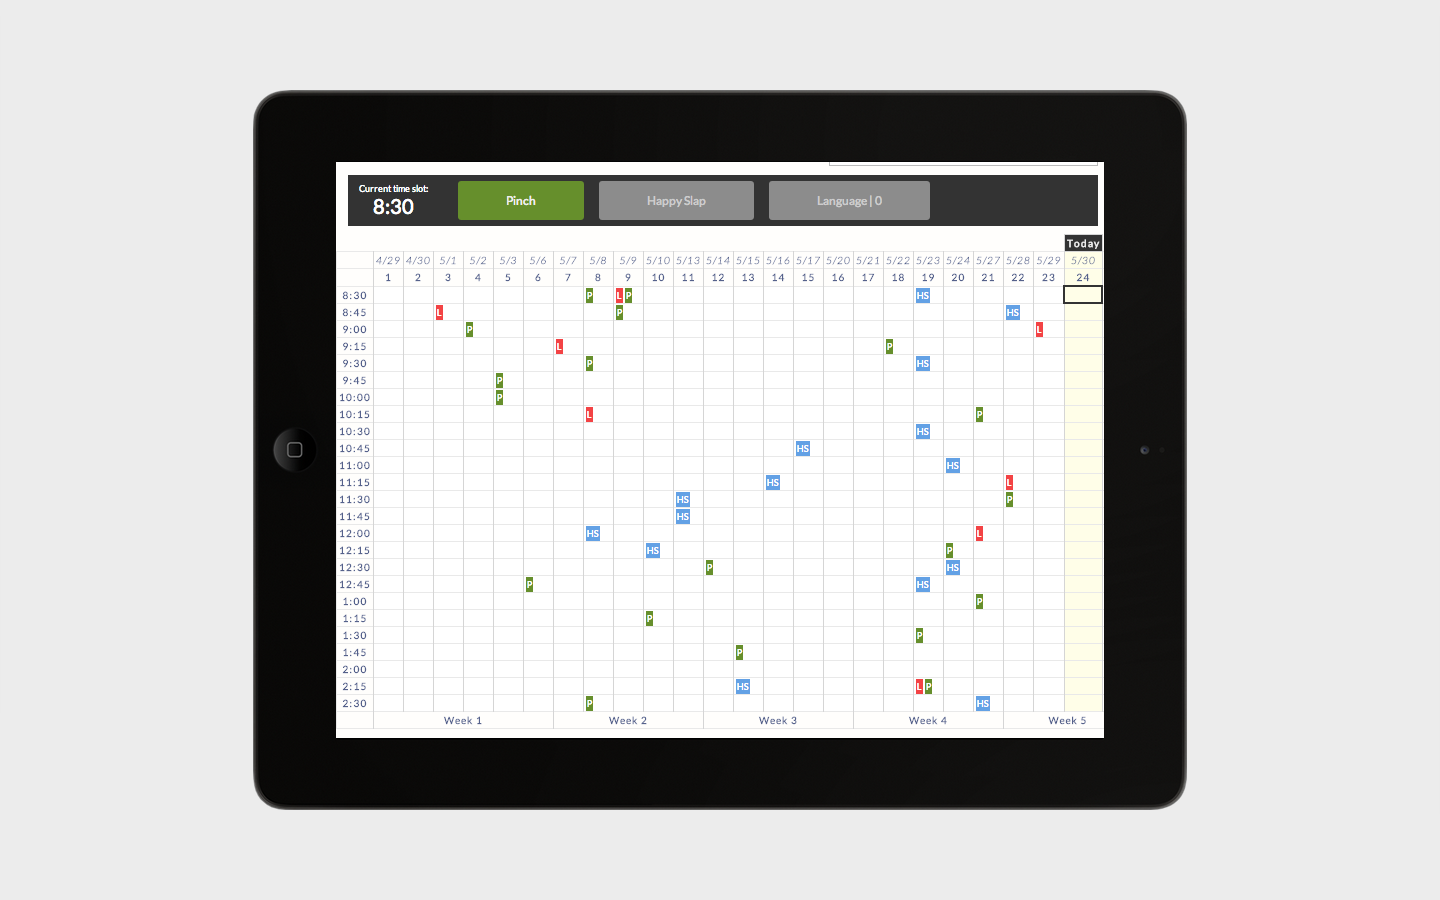 Current time slot:
8:30
Pinch
Happy Slap
Language | 0
Today
4/29 4/30 5/1 5/2 5/3 5/6 5/7 5/8 5/9 5/10 5/13 5/14 5/15 5/16 5/17 5/20 5/21 5/22 5/23 5/24 5/27 5/28 5/29 5/30
1 2 3 4 5 6 7 8 9 10 11 12 13 14 15 16 17 18 19 20 21 22 23 24
8:30 P L P HS
8:45 L P HS
9:00 P L
9:15 L P
9:30 P HS
9:45 P
10:00 P
10:15 L P
10:30 HS
10:45 HS
11:00 HS
11:15 HS L
11:30 HS P
11:45 HS
12:00 HS L
12:15 HS P
12:30 P HS
12:45 P HS
1:00 P
1:15 P
1:30 P
1:45 P
2:00
2:15 HS L P
2:30 P HS
Week 1 Week 2 Week 3 Week 4 Week 5